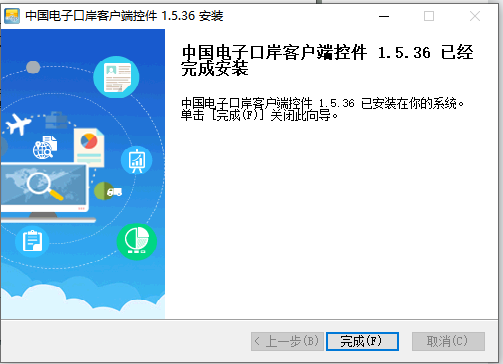 中国电子口岸客户端控件 1.5.36 安装
中国电子口岸客户端控件 1.5.36 已经
完成安装
中国电子口岸客户端控件 1.5.36 已安装在你的系统。
单击 [完成(F)] 关闭此向导。
< 上一步(B)
完成(F)
取消(C)